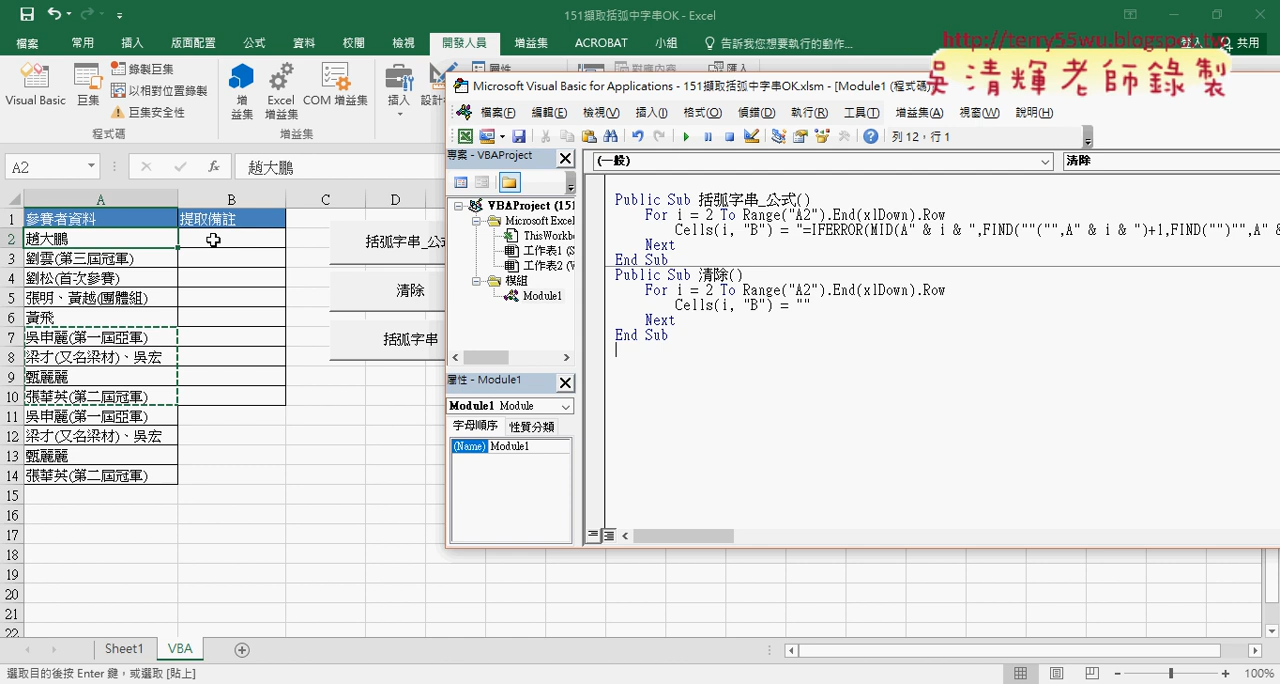 151擷取括弧中字串OK - Excel
http://terry55wu.blogspot.tw
吳清輝老師錄製
檔案 常用 插入 版面配置 公式 資料 校閱 檢視 開發人員 增益集 ACROBAT 小組 告訴我您想要執行的動作... 登入 共用
Visual Basic 巨集 錄製巨集 以相對位置錄製 巨集安全性 增益集 Excel 增益集 COM 增益集 插入
程式碼 增益集
Microsoft Visual Basic for Applications - 151擷取括弧中字串OK.xlsm - [Module1 (程式碼)]
檔案(F) 編輯(E) 檢視(V) 插入(I) 格式(O) 偵錯(D) 執行(R) 工具(T) 增益集(A) 視窗(W) 說明(H)
列 12，行 1
A2 fx 趙大鵬
專案 - VBAProject
(一般) 清除
VBAProject (151
Microsoft Excel
ThisWorkb
工作表1 (S
工作表2 (V
模組
Module1
屬性 - Module1
Module1 Module
字母順序 性質分類
(Name) Module1
Public Sub 括弧字串_公式()
For i = 2 To Range("A2").End(xlDown).Row
Cells(i, "B") = "=IFERROR(MID(A" & i & ",FIND(""("",A" & i & ")+1,FIND("")"",A" &
Next
End Sub
Public Sub 清除()
For i = 2 To Range("A2").End(xlDown).Row
Cells(i, "B") = ""
Next
End Sub
A B C D
1 參賽者資料 提取備註
2 趙大鵬
3 劉雲(第三屆冠軍)
4 劉松(首次參賽)
5 張明、黃越(團體組)
6 黃飛
7 吳申麗(第一屆亞軍)
8 梁才(又名梁材)、吳宏
9 甄麗麗
10 張華英(第二屆冠軍)
11 吳申麗(第一屆亞軍)
12 梁才(又名梁材)、吳宏
13 甄麗麗
14 張華英(第二屆冠軍)
15
16
17
18
19
20
21
22
括弧字串_公
清除
括弧字串
Sheet1 VBA
選取目的後按 Enter 鍵，或選取 [貼上]
100%